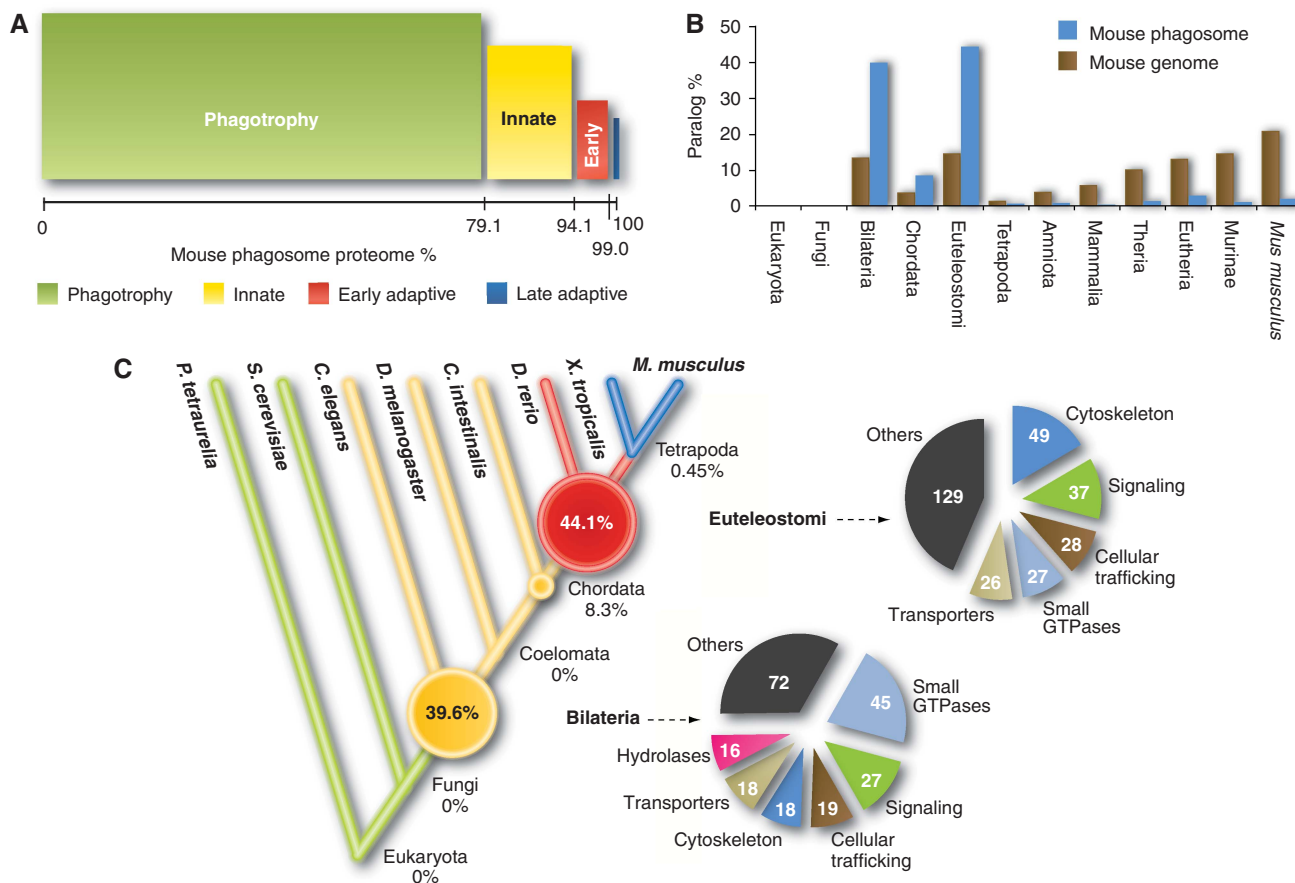 A
Phagotrophy
Innate
Early
0
79.1
94.1
100
99.0
Mouse phagosome proteome %
Phagotrophy
Innate
Early adaptive
Late adaptive
B
Mouse phagosome
Mouse genome
Paralog %
50
40
30
20
10
0
Eukaryota
Fungi
Bilateria
Chordata
Euteleostomi
Tetrapoda
Amniota
Mammalia
Theria
Eutheria
Murinae
Mus musculus
C
P. tetraurelia
S. cerevisiae
C. elegans
D. melanogaster
C. intestinalis
D. rerio
X. tropicalis
M. musculus
Tetrapoda
0.45%
44.1%
Chordata
8.3%
Coelomata
0%
39.6%
Fungi
0%
Eukaryota
0%
Euteleostomi
Others
129
Cytoskeleton
49
Signaling
37
Cellular
trafficking
28
Small
GTPases
27
Transporters
26
Bilateria
Others
72
Small
GTPases
45
Signaling
27
Cellular
trafficking
19
Cytoskeleton
18
Transporters
18
Hydrolases
16